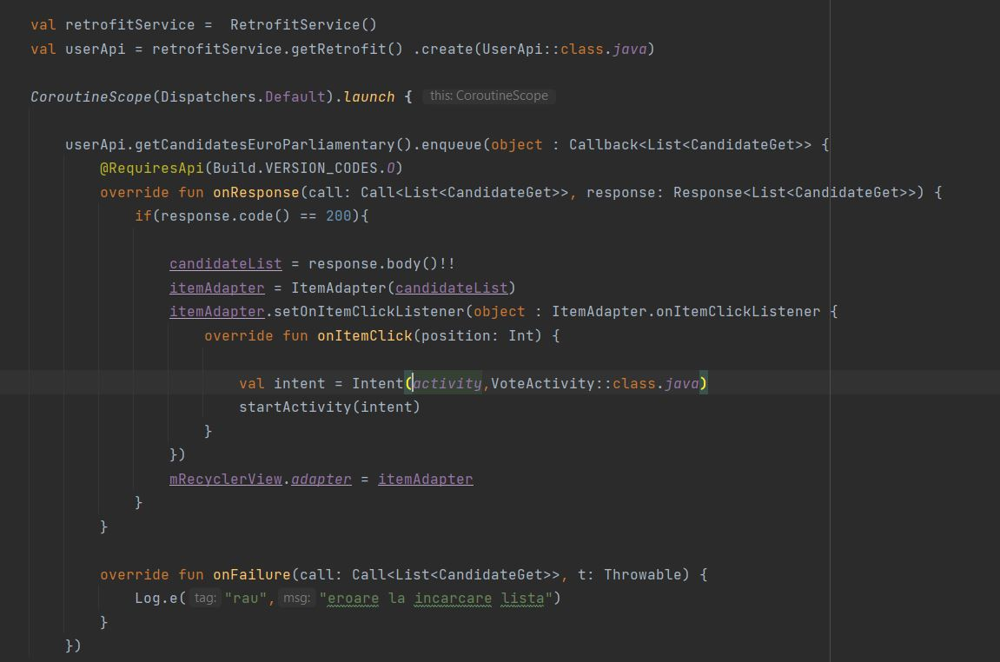 val retrofitService =  RetrofitService()
val userApi = retrofitService.getRetrofit() .create(UserApi::class.java)
CoroutineScope(Dispatchers.Default).launch { this: CoroutineScope
userApi.getCandidatesEuroParliamentary().enqueue(object : Callback<List<CandidateGet>> {
@RequiresApi(Build.VERSION_CODES.O)
override fun onResponse(call: Call<List<CandidateGet>>, response: Response<List<CandidateGet>>) {
if(response.code() == 200){
candidateList = response.body()!!
itemAdapter = ItemAdapter(candidateList)
itemAdapter.setOnItemClickListener(object : ItemAdapter.onItemClickListener {
override fun onItemClick(position: Int) {
val intent = Intent(activity,VoteActivity::class.java)
startActivity(intent)
}
})
mRecyclerView.adapter = itemAdapter
}
}
override fun onFailure(call: Call<List<CandidateGet>>, t: Throwable) {
Log.e( tag: "rau", msg: "eroare la incarcare lista")
}
})